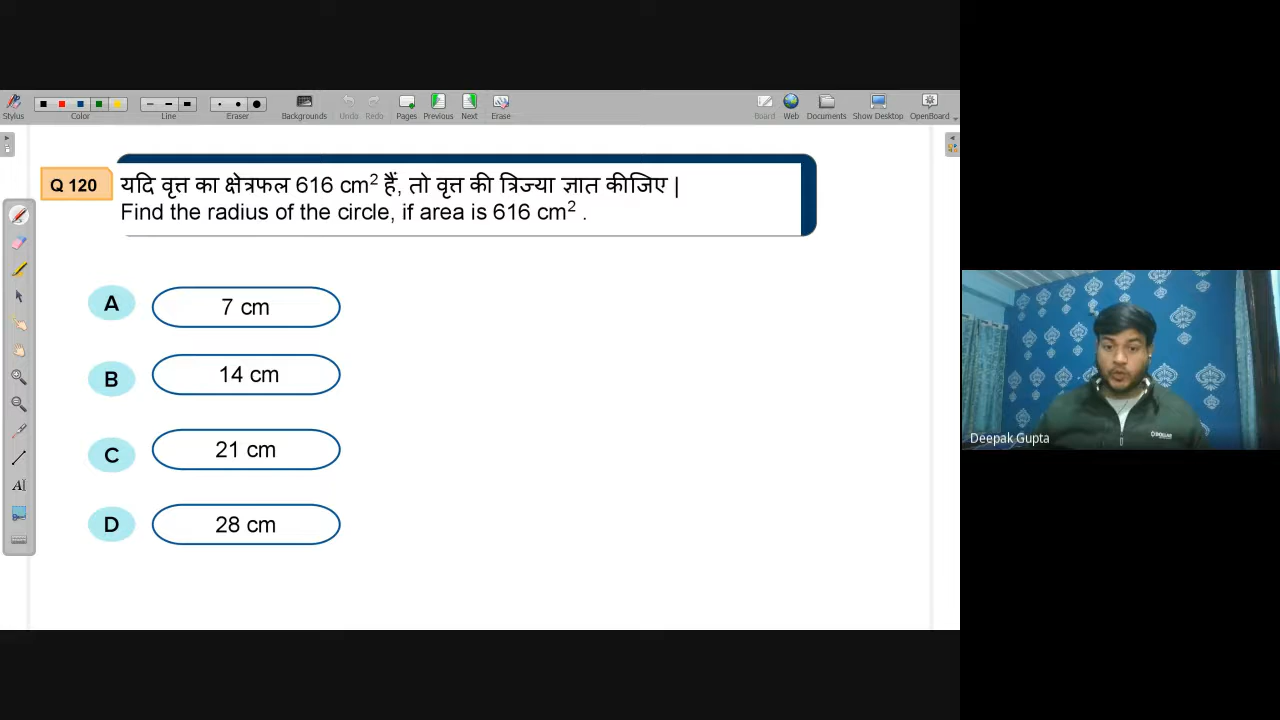 Stylus
Color
Line
Eraser
Backgrounds
Undo
Redo
Pages
Previous
Next
Erase
Board
Web
Documents
Show Desktop
OpenBoard
Q 120
यदि वृत्त का क्षेत्रफल 616 cm² हैं, तो वृत्त की त्रिज्या ज्ञात कीजिए |
Find the radius of the circle, if area is 616 cm² .
A
7 cm
B
14 cm
C
21 cm
D
28 cm
Deepak Gupta